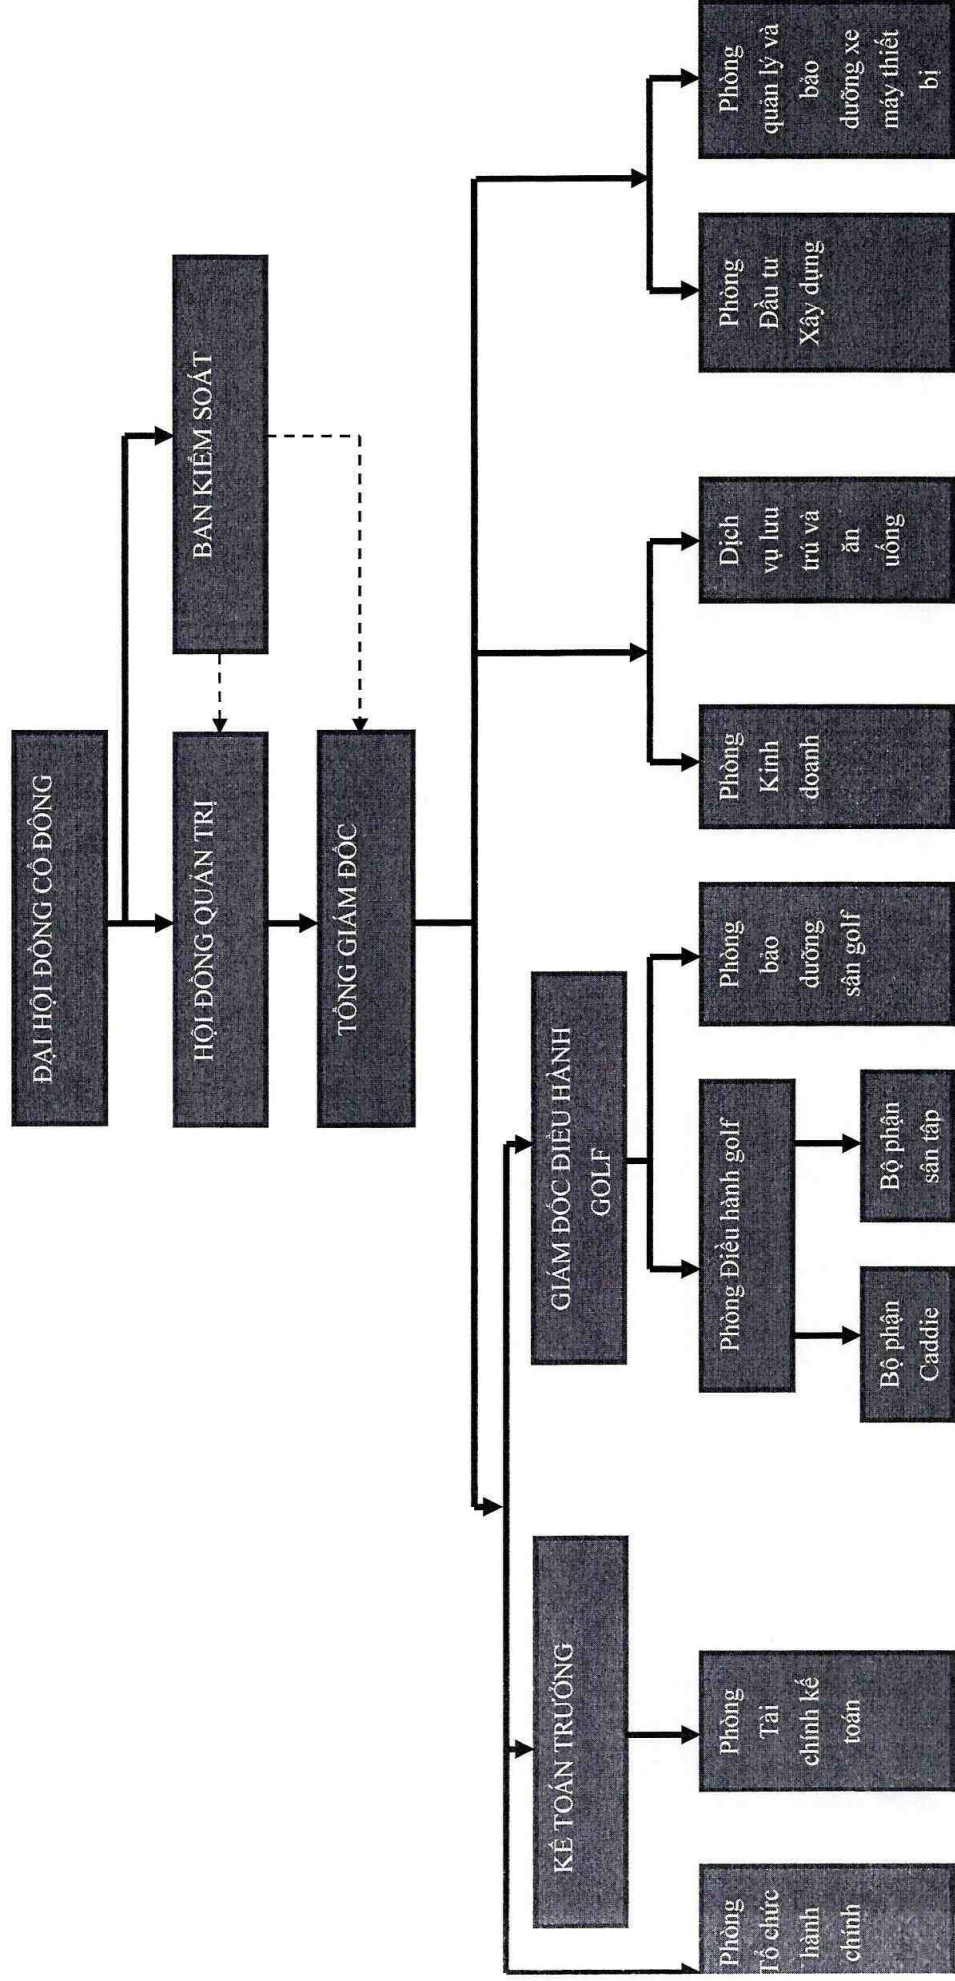 ĐẠI HỘI ĐỒNG CỔ ĐÔNG
BAN KIỂM SOÁT
HỘI ĐỒNG QUẢN TRỊ
TỔNG GIÁM ĐỐC
KẾ TOÁN TRƯỞNG
GIÁM ĐỐC ĐIỀU HÀNH
GOLF
Phòng
Tổ chức
hành
chính
Phòng
Tài
chính kế
toán
Phòng Điều hành golf
Phòng
bảo
dưỡng
sân golf
Phòng
Kinh
doanh
Dịch
vụ lưu
trú và
ăn
uống
Phòng
Đầu tư
Xây dựng
Phòng
quản lý và
bảo
dưỡng xe
máy thiết
bị
Bộ phận
Caddie
Bộ phận
sân tập